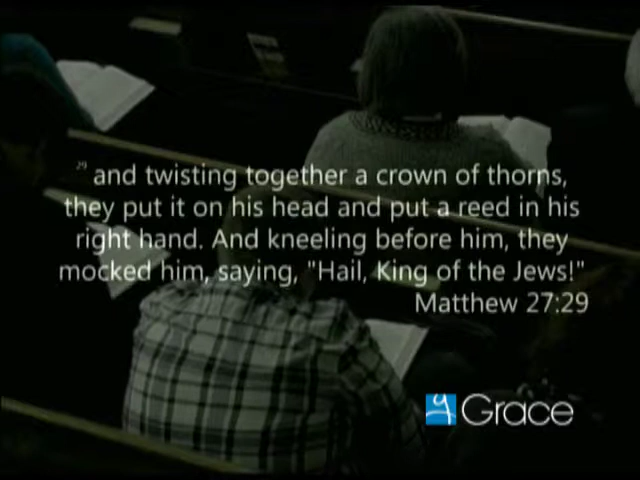 29 and twisting together a crown of thorns,
they put it on his head and put a reed in his
right hand. And kneeling before him, they
mocked him, saying, "Hail, King of the Jews!"
Matthew 27:29
Grace